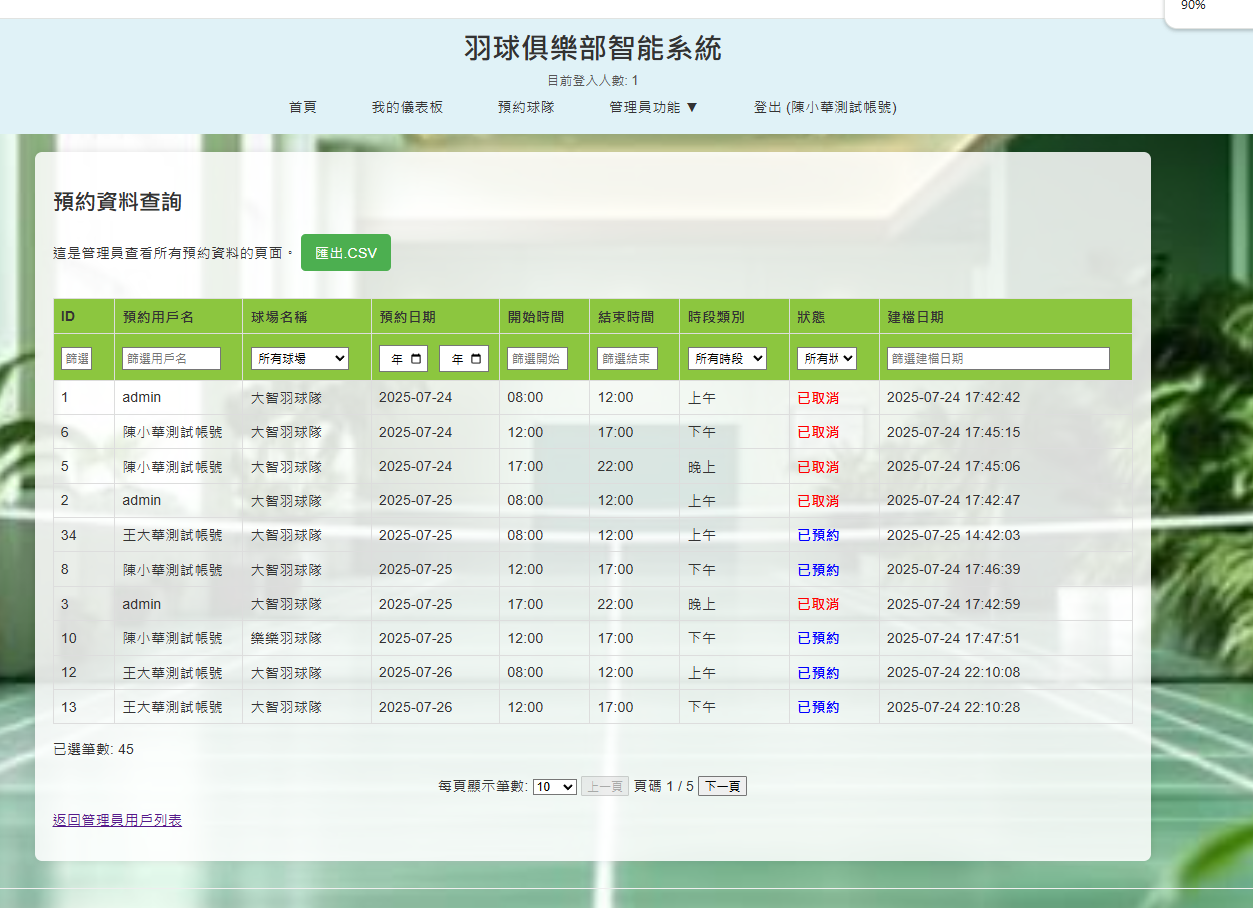 90%
羽球俱樂部智能系統
目前登入人數: 1
首頁 我的儀表板 預約球隊 管理員功能 ▼ 登出 (陳小華測試帳號)
預約資料查詢
這是管理員查看所有預約資料的頁面。 匯出.CSV
ID 預約用戶名 球場名稱 預約日期 開始時間 結束時間 時段類別 狀態 建檔日期
篩選 篩選用戶名 所有球場 年 年 篩選開始 篩選結束 所有時段 所有狀 篩選建檔日期
1 admin 大智羽球隊 2025-07-24 08:00 12:00 上午 已取消 2025-07-24 17:42:42
6 陳小華測試帳號 大智羽球隊 2025-07-24 12:00 17:00 下午 已取消 2025-07-24 17:45:15
5 陳小華測試帳號 大智羽球隊 2025-07-24 17:00 22:00 晚上 已取消 2025-07-24 17:45:06
2 admin 大智羽球隊 2025-07-25 08:00 12:00 上午 已取消 2025-07-24 17:42:47
34 王大華測試帳號 大智羽球隊 2025-07-25 08:00 12:00 上午 已預約 2025-07-25 14:42:03
8 陳小華測試帳號 大智羽球隊 2025-07-25 12:00 17:00 下午 已預約 2025-07-24 17:46:39
3 admin 大智羽球隊 2025-07-25 17:00 22:00 晚上 已取消 2025-07-24 17:42:59
10 陳小華測試帳號 樂樂羽球隊 2025-07-25 12:00 17:00 下午 已預約 2025-07-24 17:47:51
12 王大華測試帳號 大智羽球隊 2025-07-26 08:00 12:00 上午 已預約 2025-07-24 22:10:08
13 王大華測試帳號 大智羽球隊 2025-07-26 12:00 17:00 下午 已預約 2025-07-24 22:10:28
已選筆數: 45
每頁顯示筆數: 10 上一頁 頁碼 1 / 5 下一頁
返回管理員用戶列表